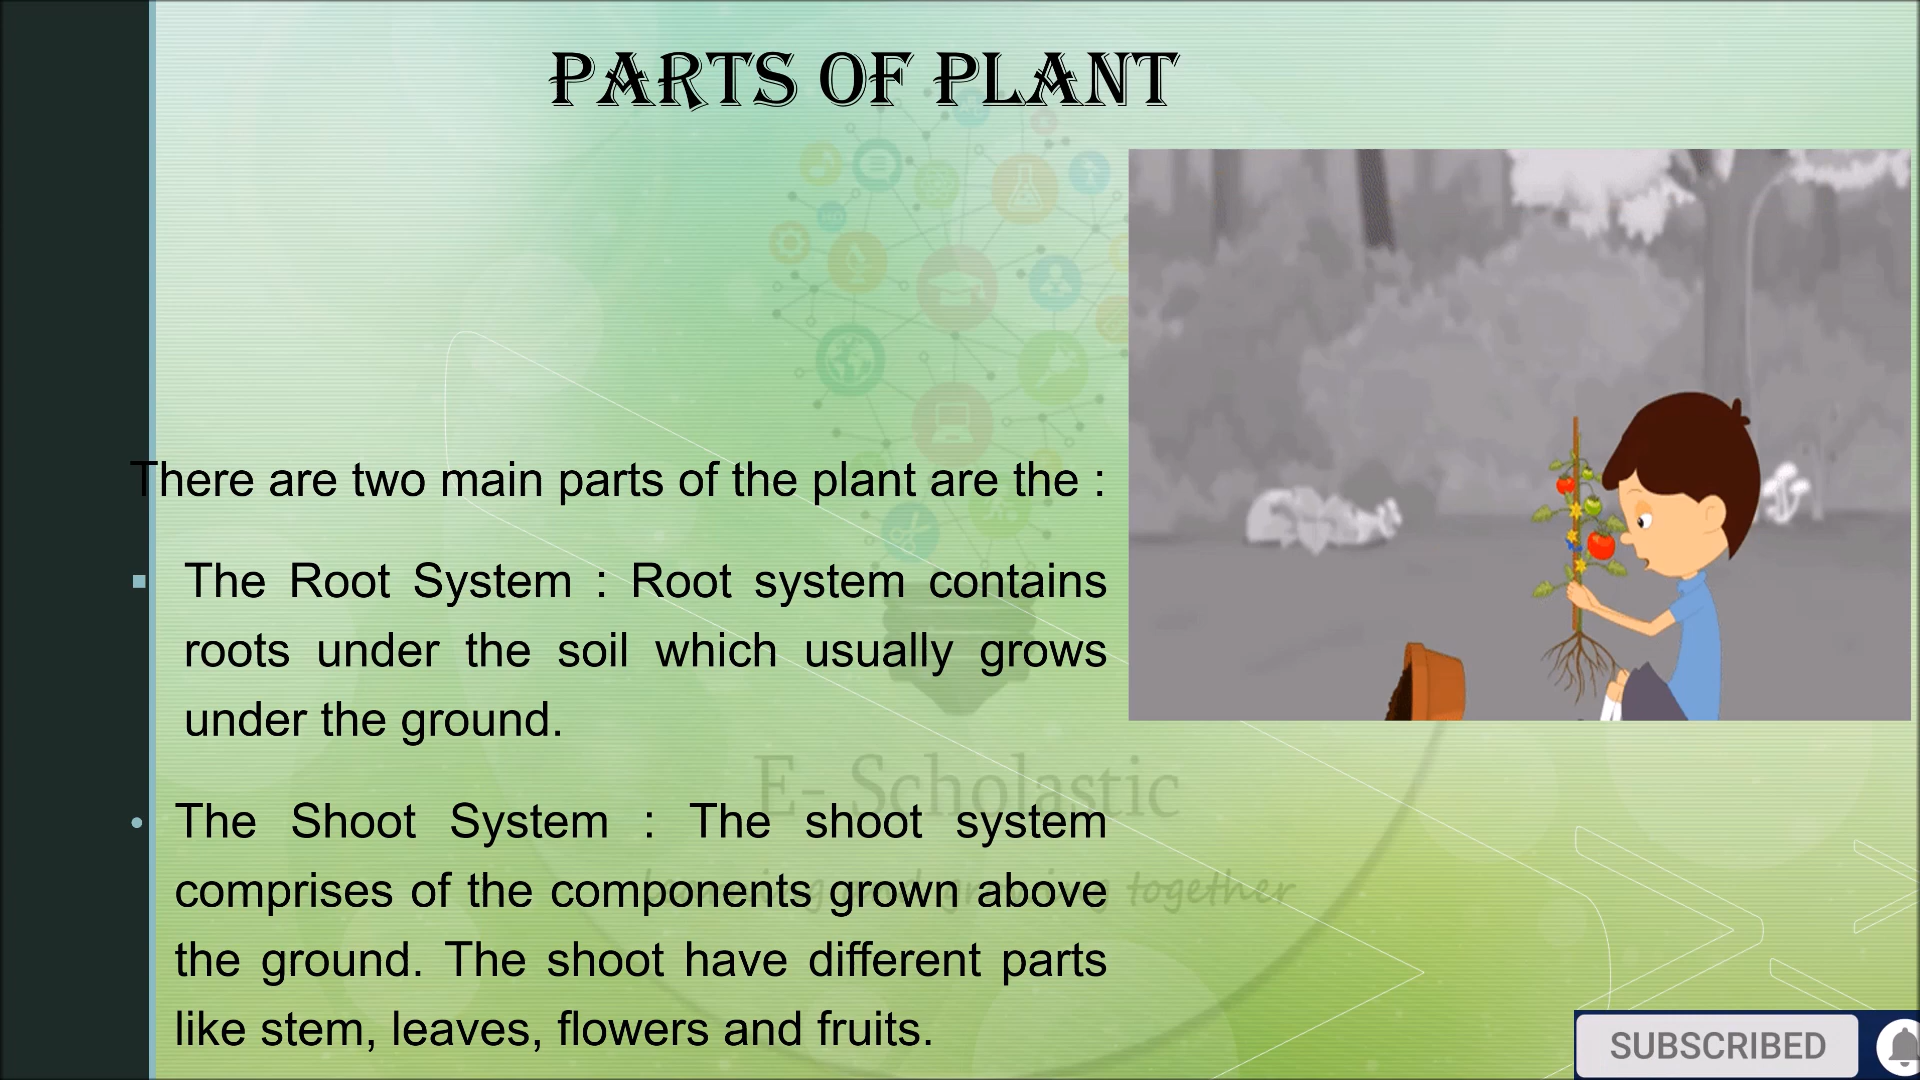 PARTS OF PLANT
There are two main parts of the plant are the :
The Root System : Root system contains
roots under the soil which usually grows
under the ground.
E- Scholastic
The Shoot System : The shoot system
comprises of the components grown above
learning and growing together
the ground. The shoot have different parts
like stem, leaves, flowers and fruits.
SUBSCRIBED